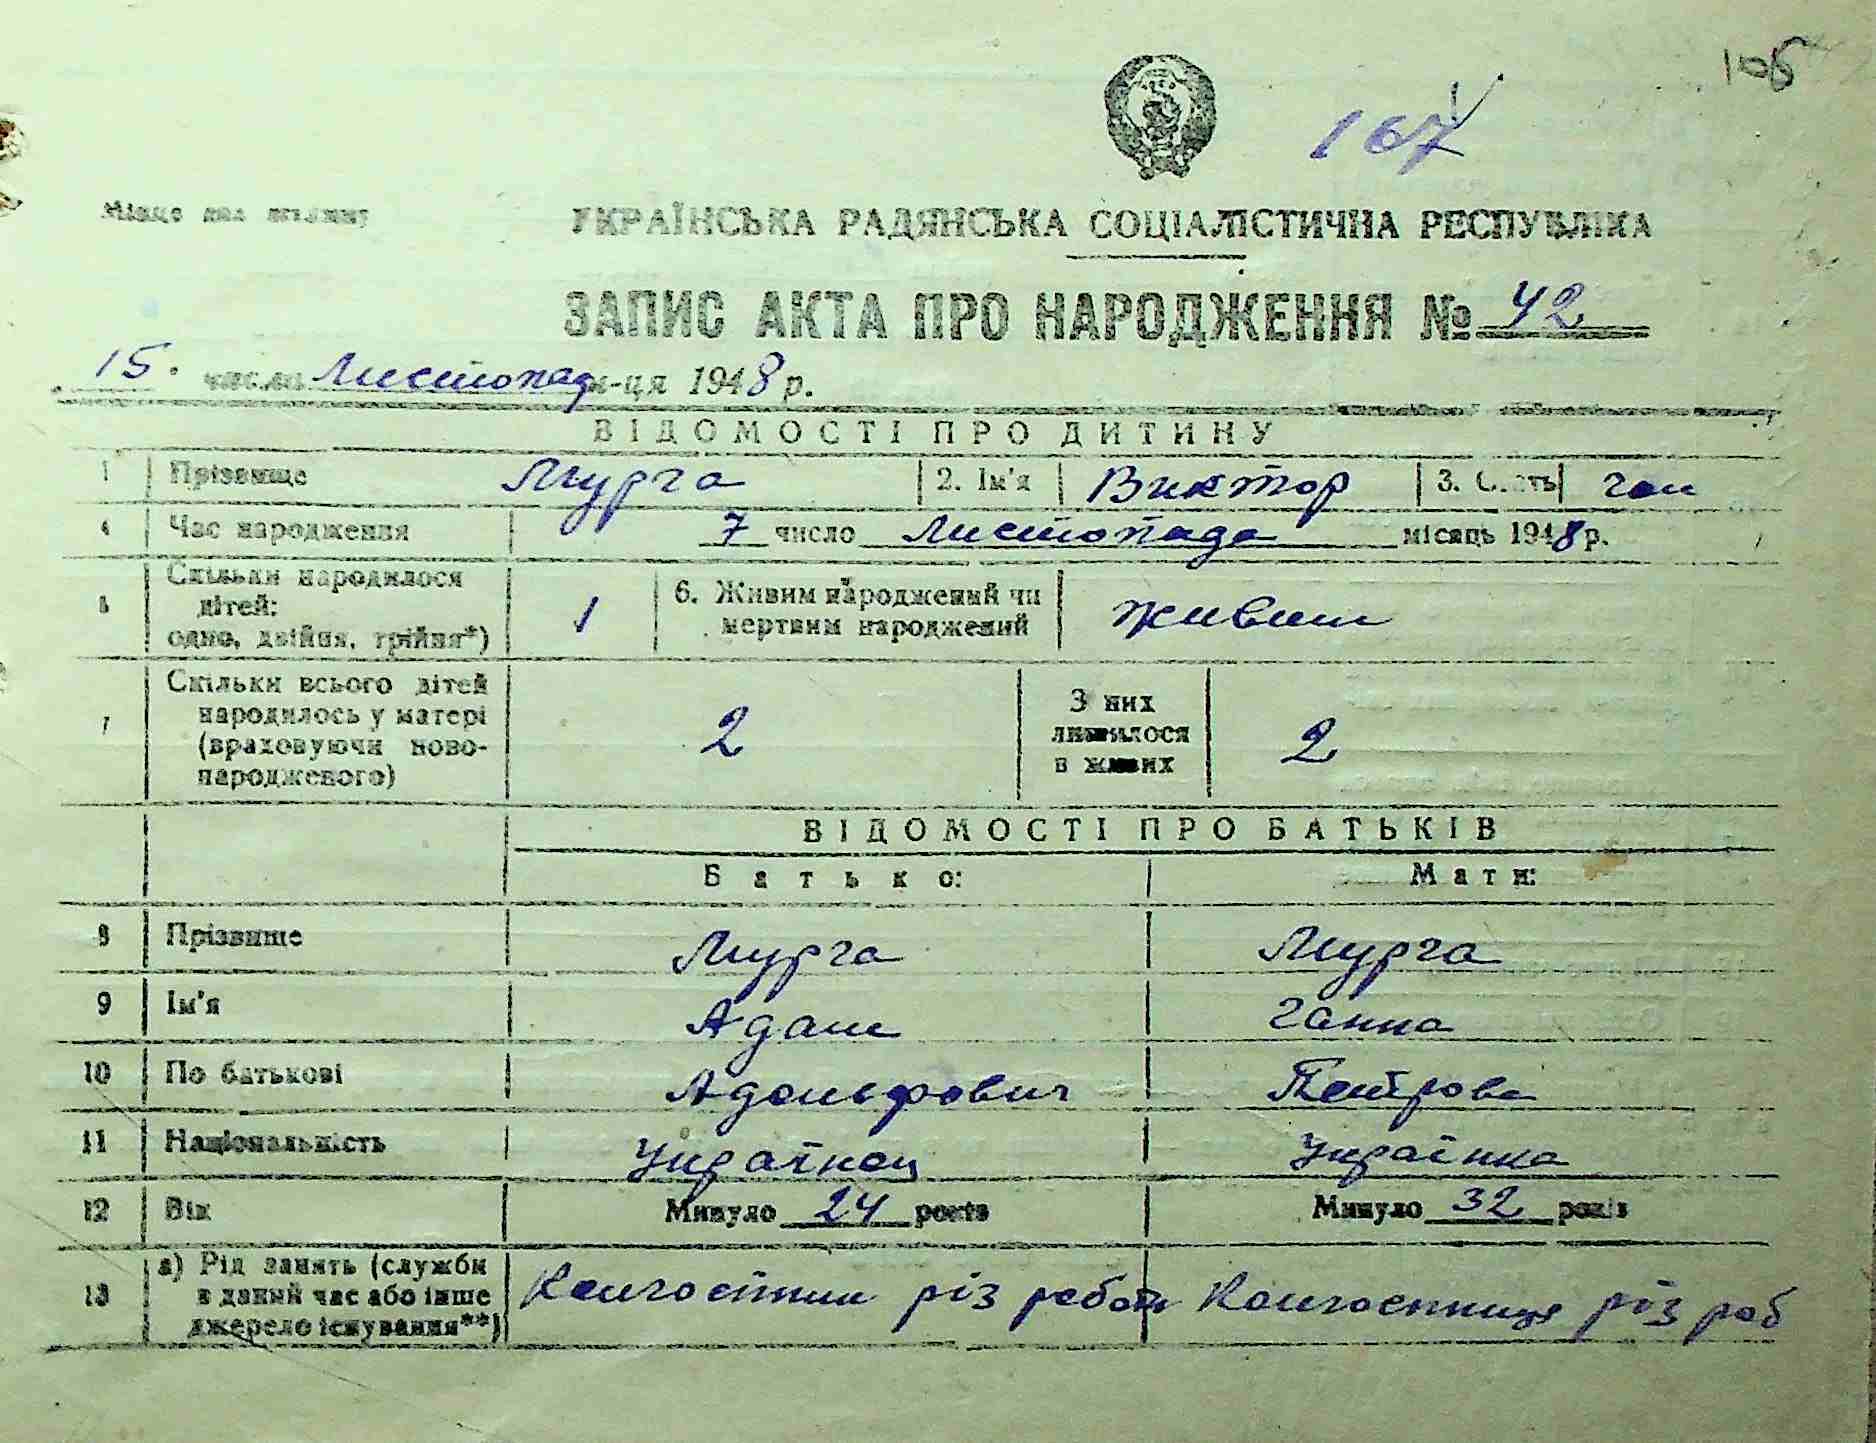 106
167
Місце для штампу
УКРАЇНСЬКА РАДЯНСЬКА СОЦІАЛІСТИЧНА РЕСПУБЛІКА
ЗАПИС АКТА ПРО НАРОДЖЕННЯ № 42
15. числа Листопад м-ця 1948 р.
ВІДОМОСТІ ПРО ДИТИНУ
1 Прізвище Мурга 2. Ім'я Виктор 3. Стать чол
4 Час народження 7 число Листопада місяць 1948 р.
5 Скільки народилося дітей: одно, двійня, трійня*) 1 6. Живим народжений чи мертвим народжений живим
7 Скільки всього дітей народилось у матері (враховуючи новонародженого) 2 З них лишилося в живих 2
ВІДОМОСТІ ПРО БАТЬКІВ
Батько: Мати:
8 Прізвище Мурга Мурга
9 Ім'я Адам Ганна
10 По батькові Адольфович Петрова
11 Національність Українец Українка
12 Вік Минуло 24 років Минуло 32 років
13 а) Рід занять (служби в даний час або інше джерело існування**) Колгоспник різ роботи Колгоспниця різ роб